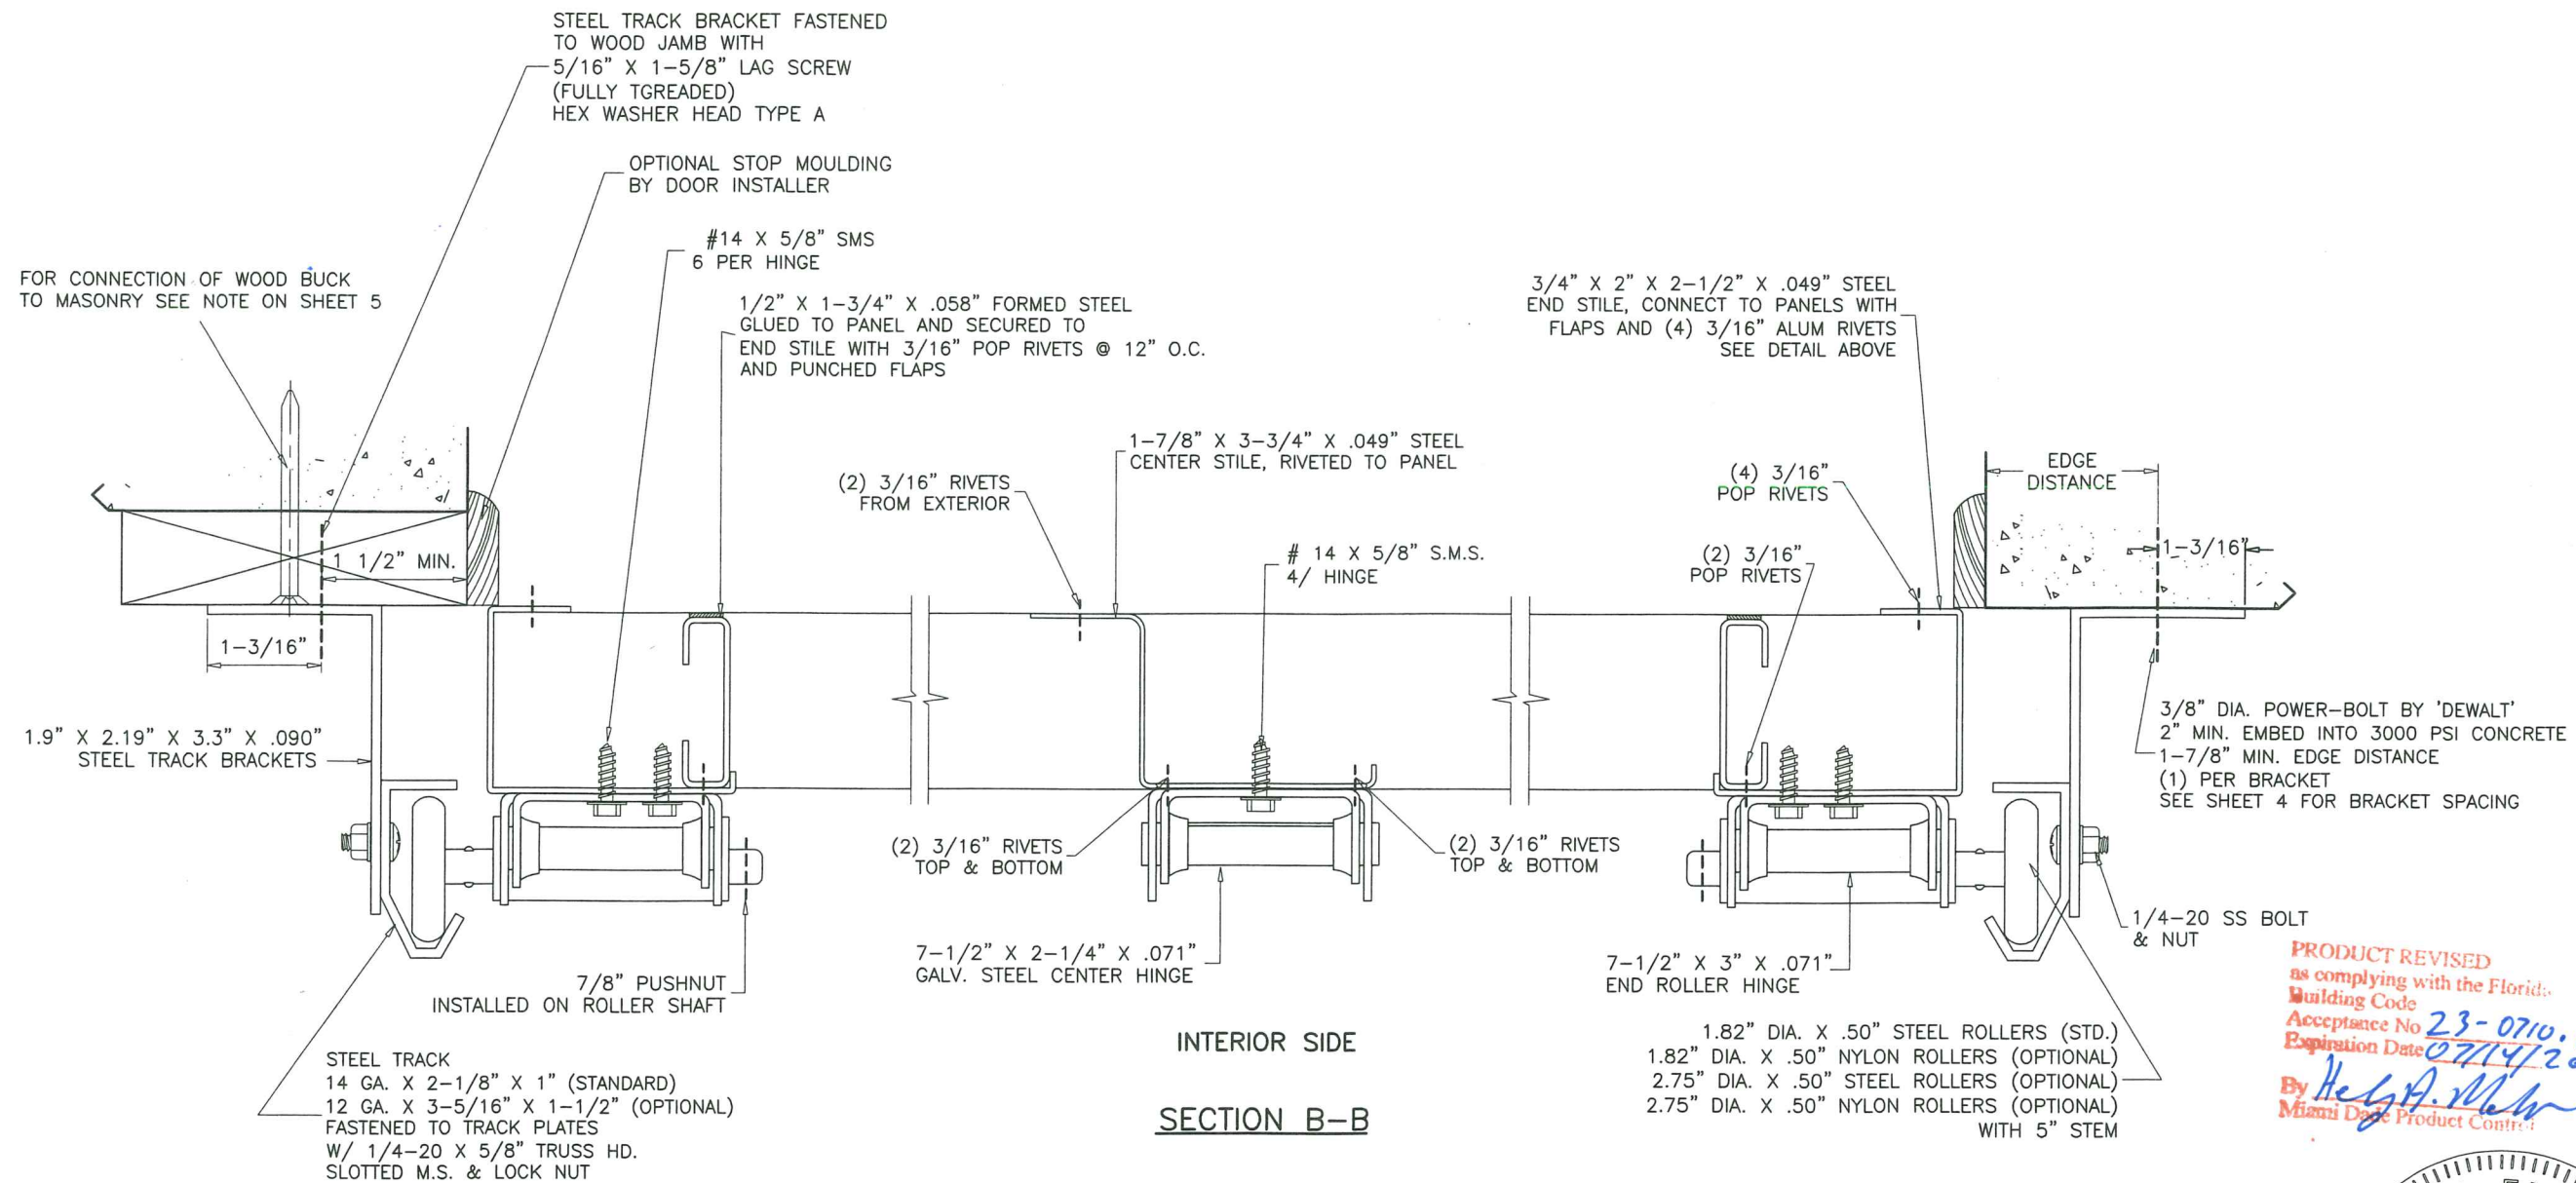 STEEL TRACK BRACKET FASTENED
TO WOOD JAMB WITH
5/16" X 1-5/8" LAG SCREW
(FULLY TGREADED)
HEX WASHER HEAD TYPE A
OPTIONAL STOP MOULDING
BY DOOR INSTALLER
#14 X 5/8" SMS
6 PER HINGE
FOR CONNECTION OF WOOD BUCK
TO MASONRY SEE NOTE ON SHEET 5
1/2" X 1-3/4" X .058" FORMED STEEL
GLUED TO PANEL AND SECURED TO
END STILE WITH 3/16" POP RIVETS @ 12" O.C.
AND PUNCHED FLAPS
3/4" X 2" X 2-1/2" X .049" STEEL
END STILE, CONNECT TO PANELS WITH
FLAPS AND (4) 3/16" ALUM RIVETS
SEE DETAIL ABOVE
1-7/8" X 3-3/4" X .049" STEEL
CENTER STILE, RIVETED TO PANEL
(2) 3/16" RIVETS
FROM EXTERIOR
(4) 3/16"
POP RIVETS
EDGE
DISTANCE
1 1/2" MIN.
# 14 X 5/8" S.M.S.
4/ HINGE
(2) 3/16"
POP RIVETS
1-3/16"
1-3/16"
1.9" X 2.19" X 3.3" X .090"
STEEL TRACK BRACKETS
3/8" DIA. POWER-BOLT BY 'DEWALT'
2" MIN. EMBED INTO 3000 PSI CONCRETE
1-7/8" MIN. EDGE DISTANCE
(1) PER BRACKET
SEE SHEET 4 FOR BRACKET SPACING
(2) 3/16" RIVETS
TOP & BOTTOM
(2) 3/16" RIVETS
TOP & BOTTOM
1/4-20 SS BOLT
& NUT
7-1/2" X 2-1/4" X .071"
GALV. STEEL CENTER HINGE
7-1/2" X 3" X .071"
END ROLLER HINGE
7/8" PUSHNUT
INSTALLED ON ROLLER SHAFT
STEEL TRACK
14 GA. X 2-1/8" X 1" (STANDARD)
12 GA. X 3-5/16" X 1-1/2" (OPTIONAL)
FASTENED TO TRACK PLATES
W/ 1/4-20 X 5/8" TRUSS HD.
SLOTTED M.S. & LOCK NUT
INTERIOR SIDE
SECTION B-B
1.82" DIA. X .50" STEEL ROLLERS (STD.)
1.82" DIA. X .50" NYLON ROLLERS (OPTIONAL)
2.75" DIA. X .50" STEEL ROLLERS (OPTIONAL)
2.75" DIA. X .50" NYLON ROLLERS (OPTIONAL)
WITH 5" STEM
PRODUCT REVISED
as complying with the Florida
Building Code
Acceptance No 23-0710.
Expiration Date 07/14/2
By
Miami Dade Product Control